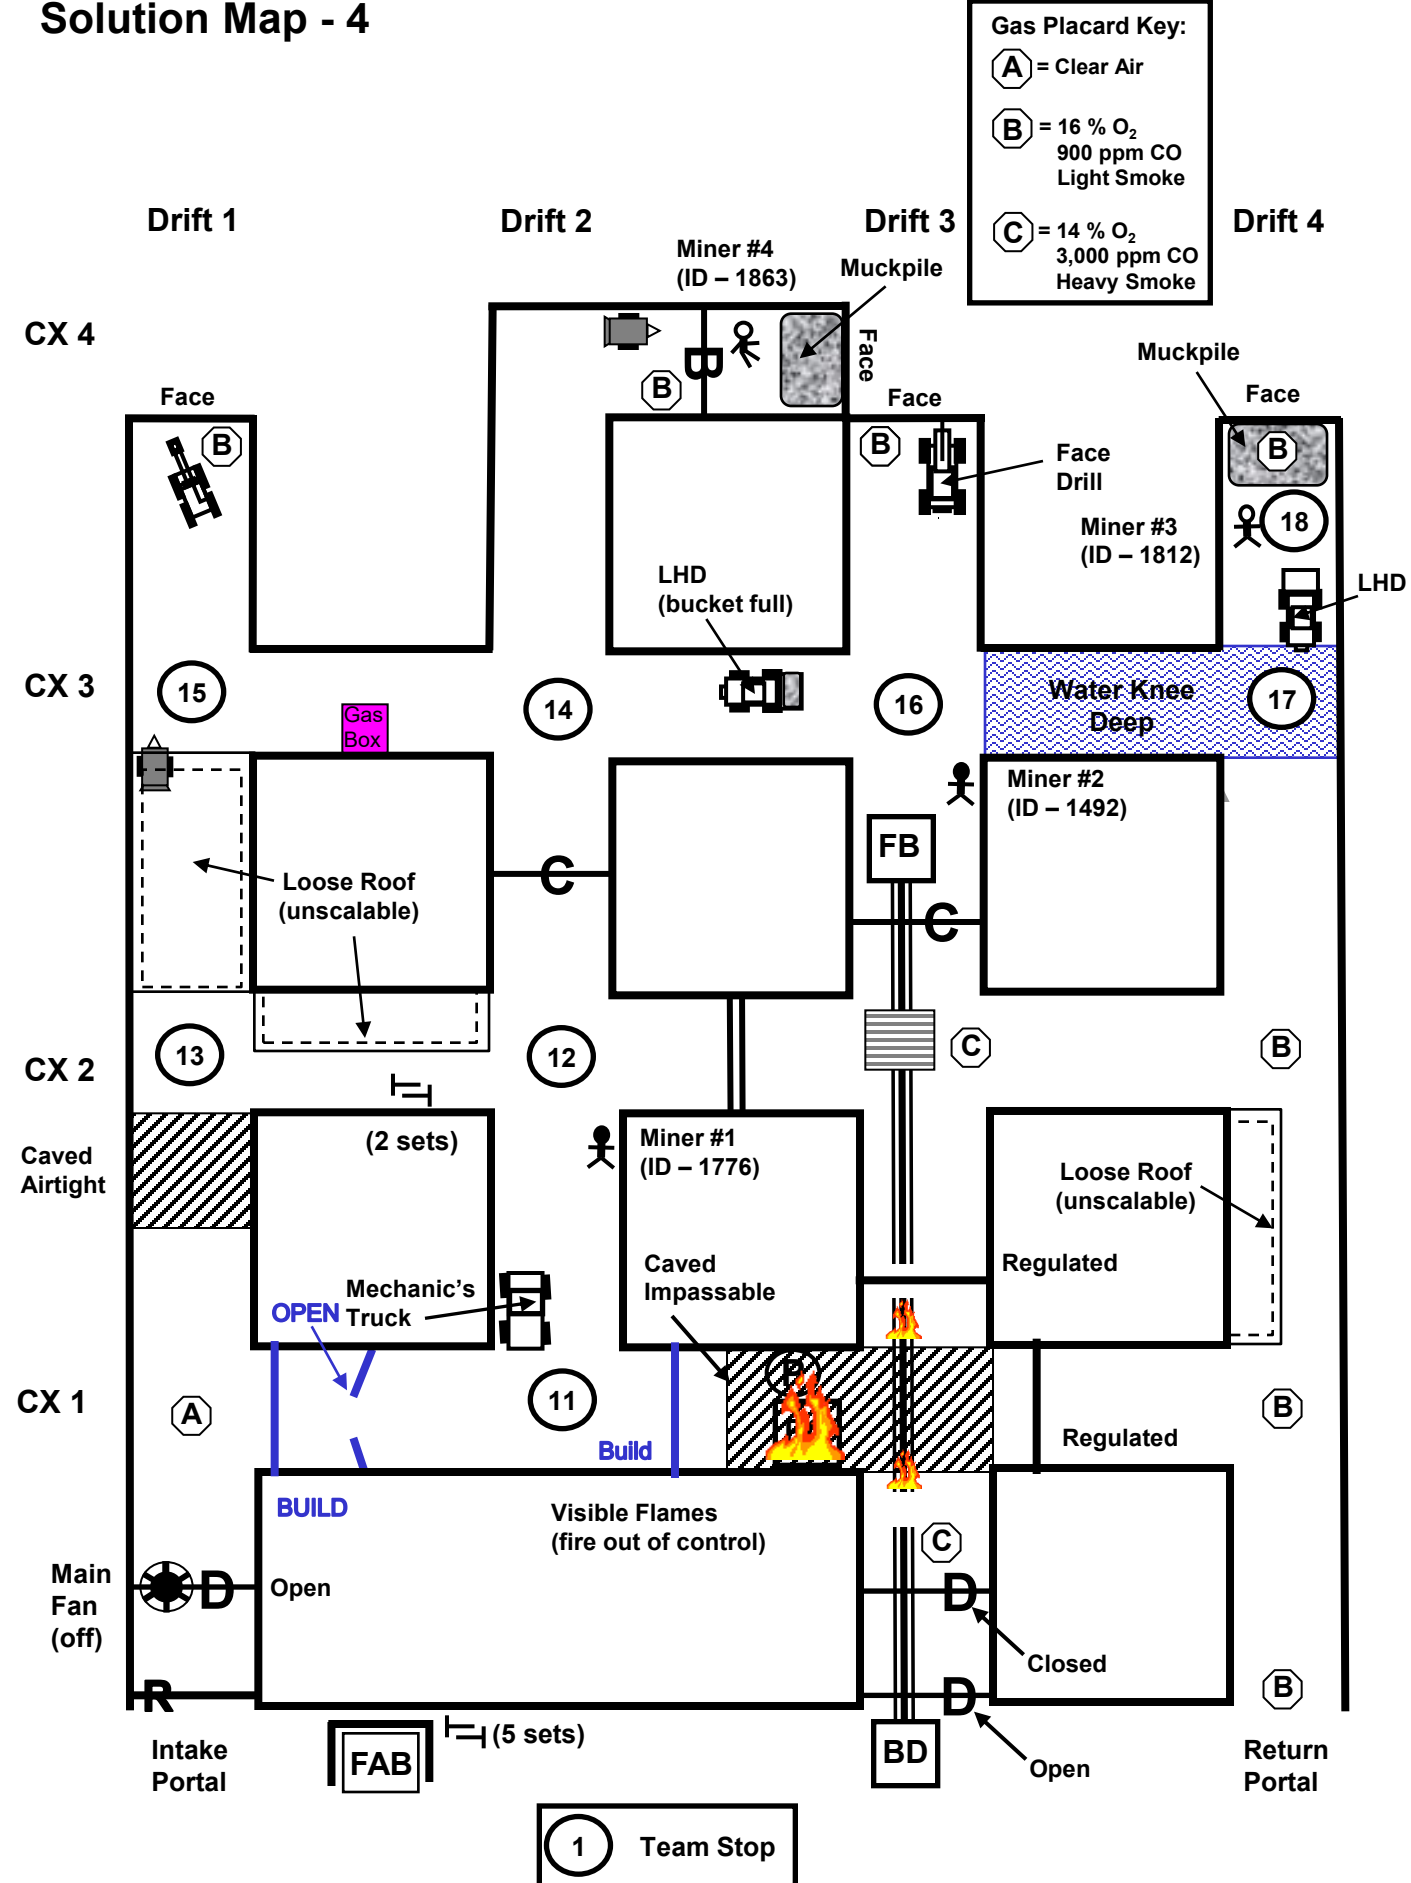 Solution Map - 4
Gas Placard Key:
A = Clear Air
B = 16 % O₂
900 ppm CO
Light Smoke
C = 14 % O₂
3,000 ppm CO
Heavy Smoke
Drift 1
Drift 2
Drift 3
Drift 4
Miner #4
(ID – 1863)
Muckpile
CX 4
Face
B
B
Muckpile
Face
Face
Face
B
B
B
Face
Drill
Miner #3
(ID – 1812)
18
LHD
LHD
(bucket full)
CX 3
15
14
16
Water Knee
Deep
17
Gas
Box
Miner #2
(ID – 1492)
FB
Loose Roof
(unscalable)
C
C
CX 2
13
12
C
B
(2 sets)
Miner #1
(ID – 1776)
Caved
Airtight
Loose Roof
(unscalable)
Caved
Impassable
Regulated
Mechanic's
Truck
OPEN
P
CX 1
A
11
B
Build
Regulated
BUILD
Visible Flames
(fire out of control)
C
Main
Fan
(off)
D
Open
D
Closed
R
D
B
(5 sets)
FAB
BD
Open
Intake
Portal
Return
Portal
1 Team Stop